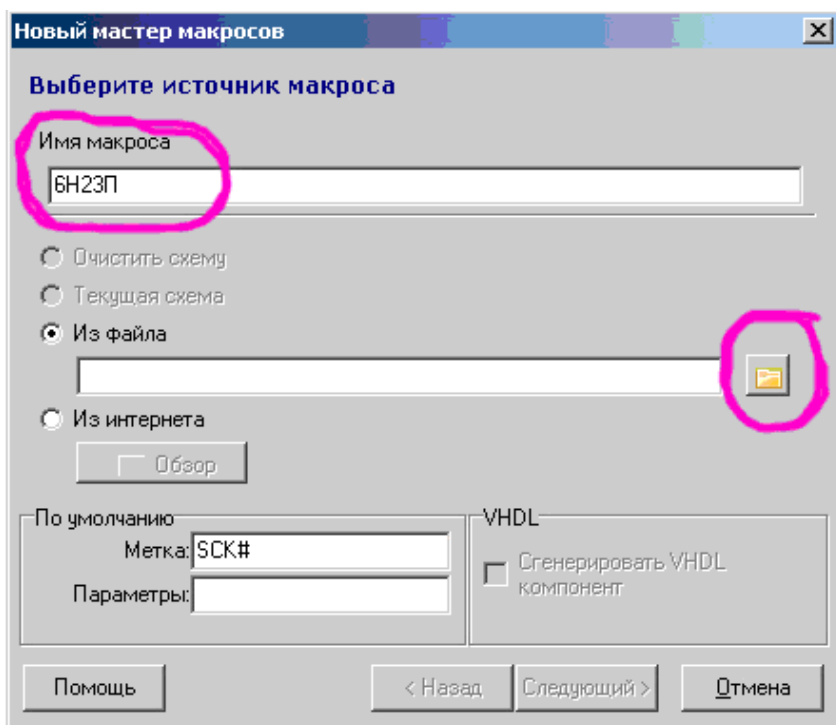 Новый мастер макросов
Выберите источник макроса
Имя макроса
6Н23П
Очистить схему
Текущая схема
Из файла
Из интернета
Обзор
По умолчанию
Метка: SCK#
Параметры:
VHDL
Сгенерировать VHDL
компонент
Помощь
< Назад
Следующий >
Отмена